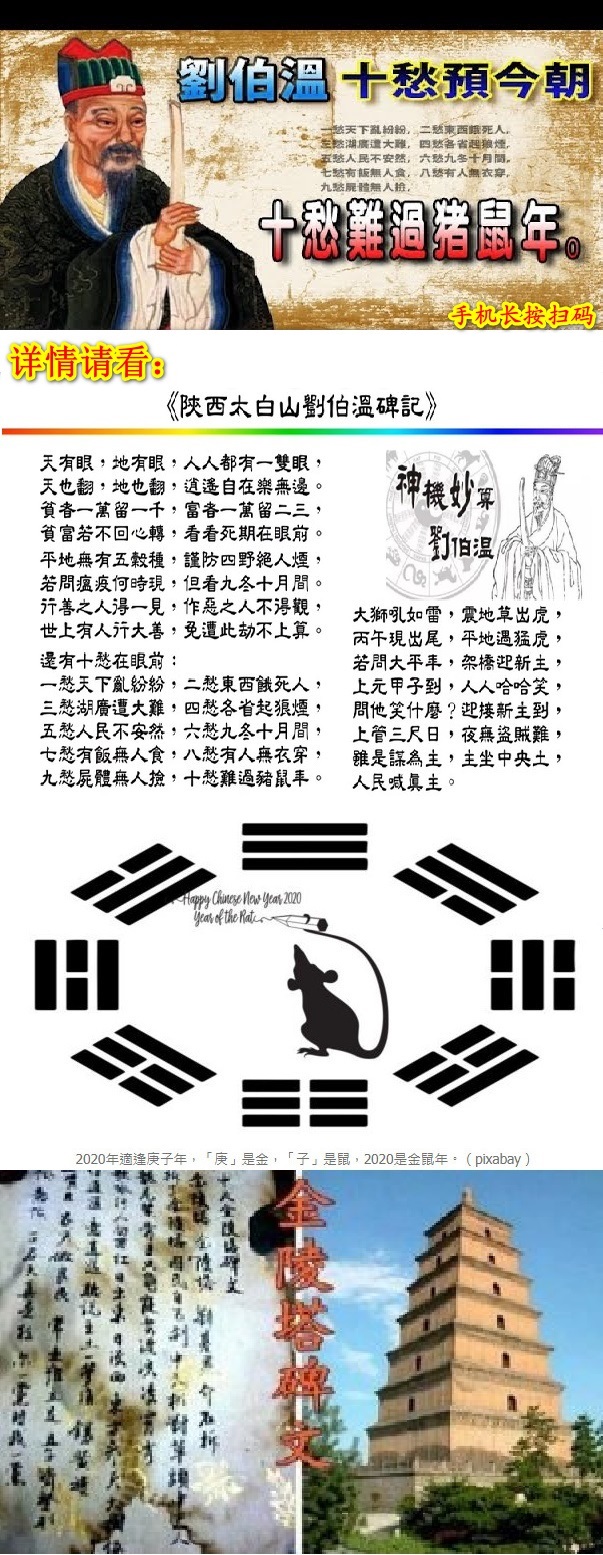 劉伯溫 十愁預今朝
一愁天下亂紛紛，二愁東西餓死人，
三愁湖廣遭大難，四愁各省起狼煙，
五愁人民不安然，六愁九冬十月間，
七愁有飯無人食，八愁有人無衣穿，
九愁屍體無人撿，
十愁難過猪鼠年。
手机长按扫码
详情请看：
《陝西太白山劉伯溫碑記》
天有眼，地有眼，人人都有一雙眼，
天也翻，地也翻，逍遙自在樂無邊。
貧者一萬留一千，富者一萬留二三，
貧富若不回心轉，看看死期在眼前。
平地無有五穀種，謹防四野絕人煙，
若問瘟疫何時現，但看九冬十月間。
行善之人得一見，作惡之人不得觀，
世上有人行大善，免遭此劫不上算。
還有十愁在眼前：
一愁天下亂紛紛，二愁東西餓死人，
三愁湖廣遭大難，四愁各省起狼煙，
五愁人民不安然，六愁九冬十月間，
七愁有飯無人食，八愁有人無衣穿，
九愁屍體無人撿，十愁難過豬鼠年。
神機妙算
劉伯溫
大獅吼如雷，震地草出虎，
丙午現出尾，平地遇猛虎，
若問大平年，架橋迎新主，
上元甲子到，人人哈哈笑，
問他笑什麼？迎接新主到，
上管三尺日，夜無盜賊難，
雖是謀為主，主坐中央土，
人民喊真主。
Happy Chinese New Year 2020
Year of the Rat
2020年適逢庚子年，「庚」是金，「子」是鼠，2020是金鼠年。（pixabay）
金陵塔碑文